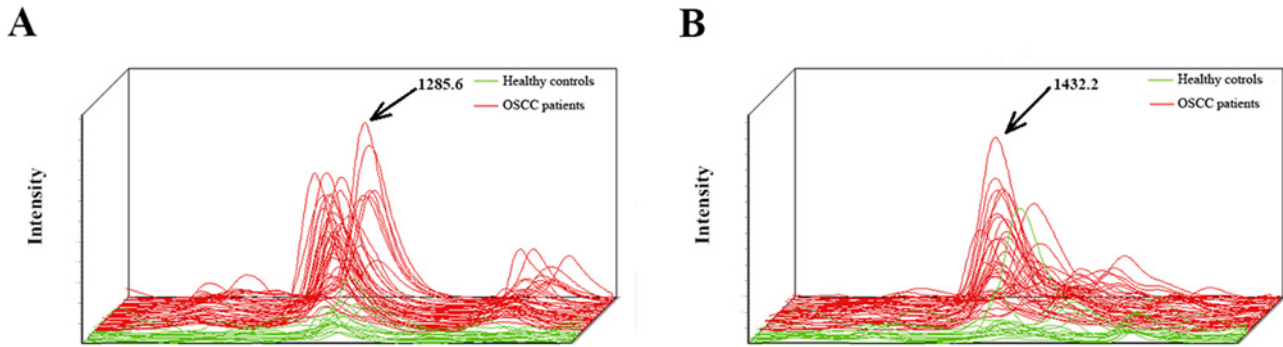 A
1285.6
Healthy controls
OSCC patients
Intensity
B
1432.2
Healthy cotrols
OSCC patients
Intensity